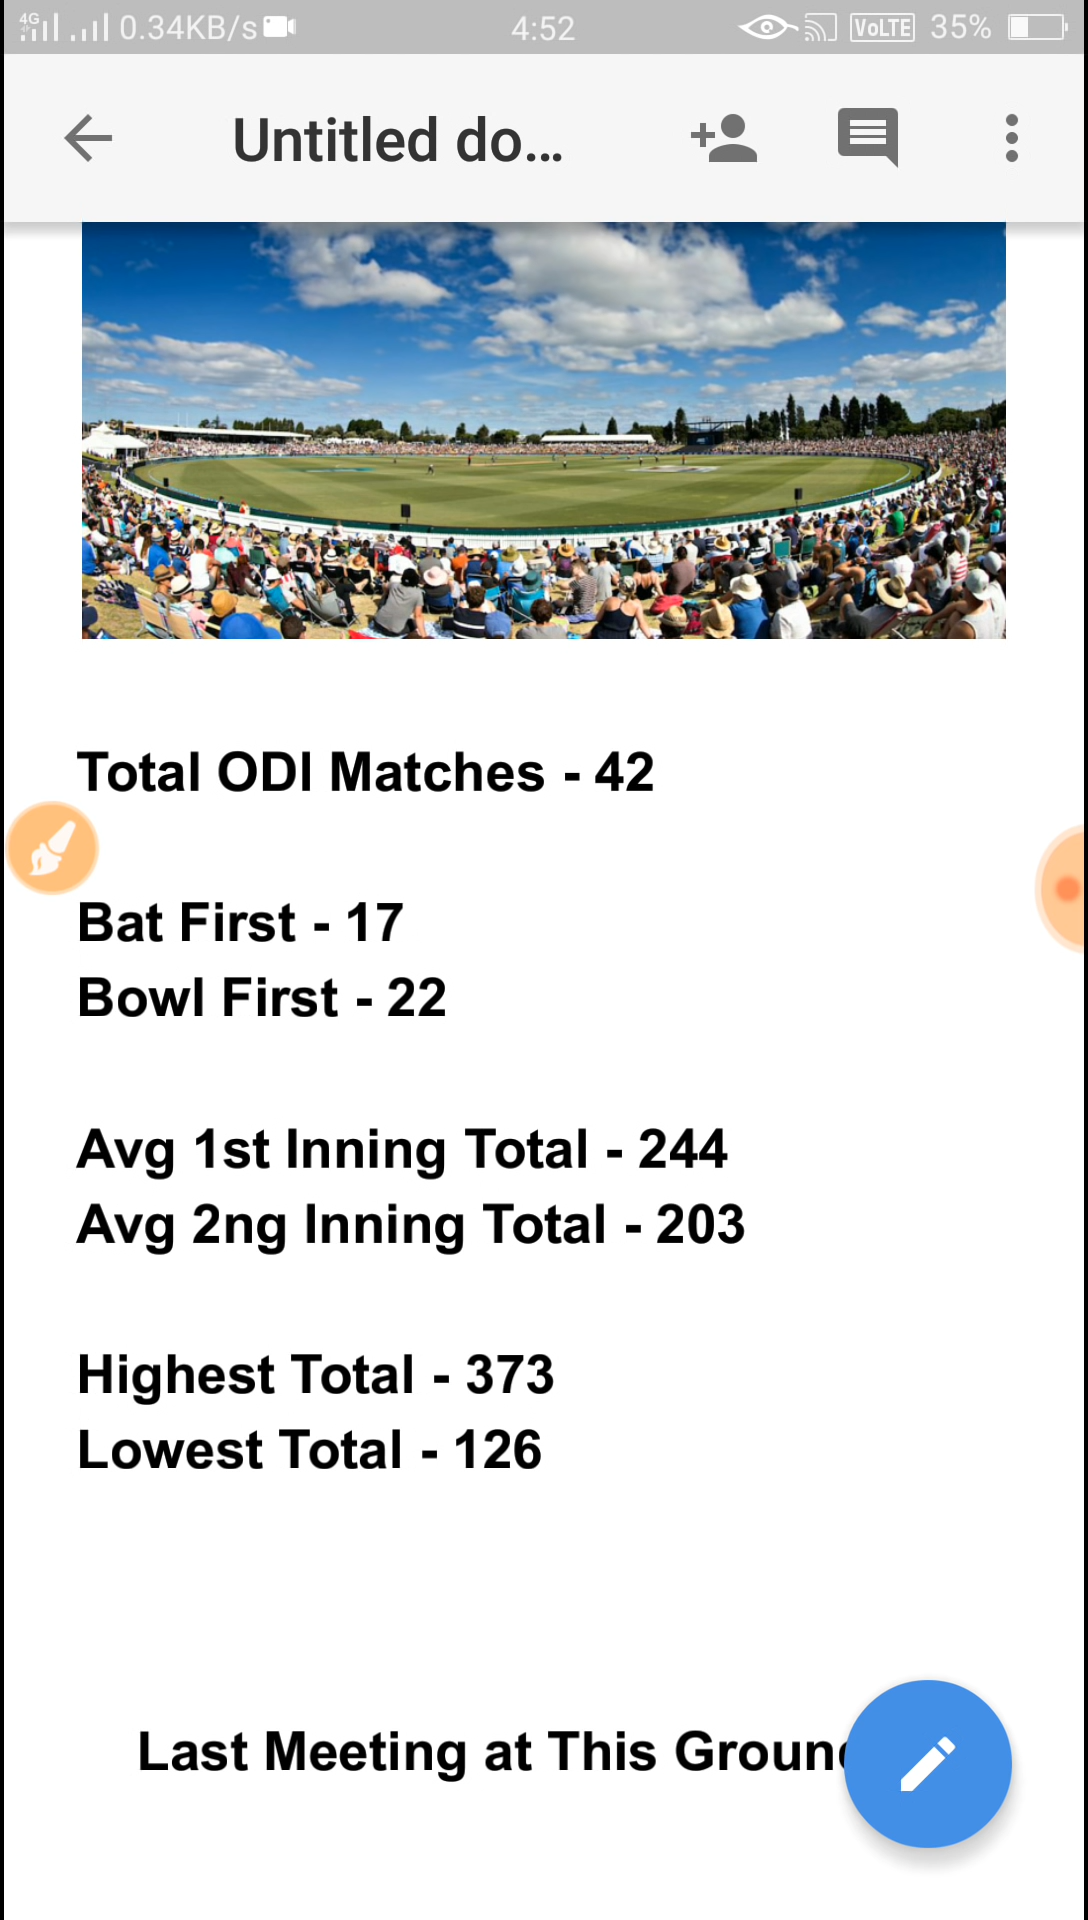 4G 0.34KB/s 4:52 VoLTE 35%
Untitled do...
Total ODI Matches - 42
Bat First - 17
Bowl First - 22
Avg 1st Inning Total - 244
Avg 2ng Inning Total - 203
Highest Total - 373
Lowest Total - 126
Last Meeting at This Groun